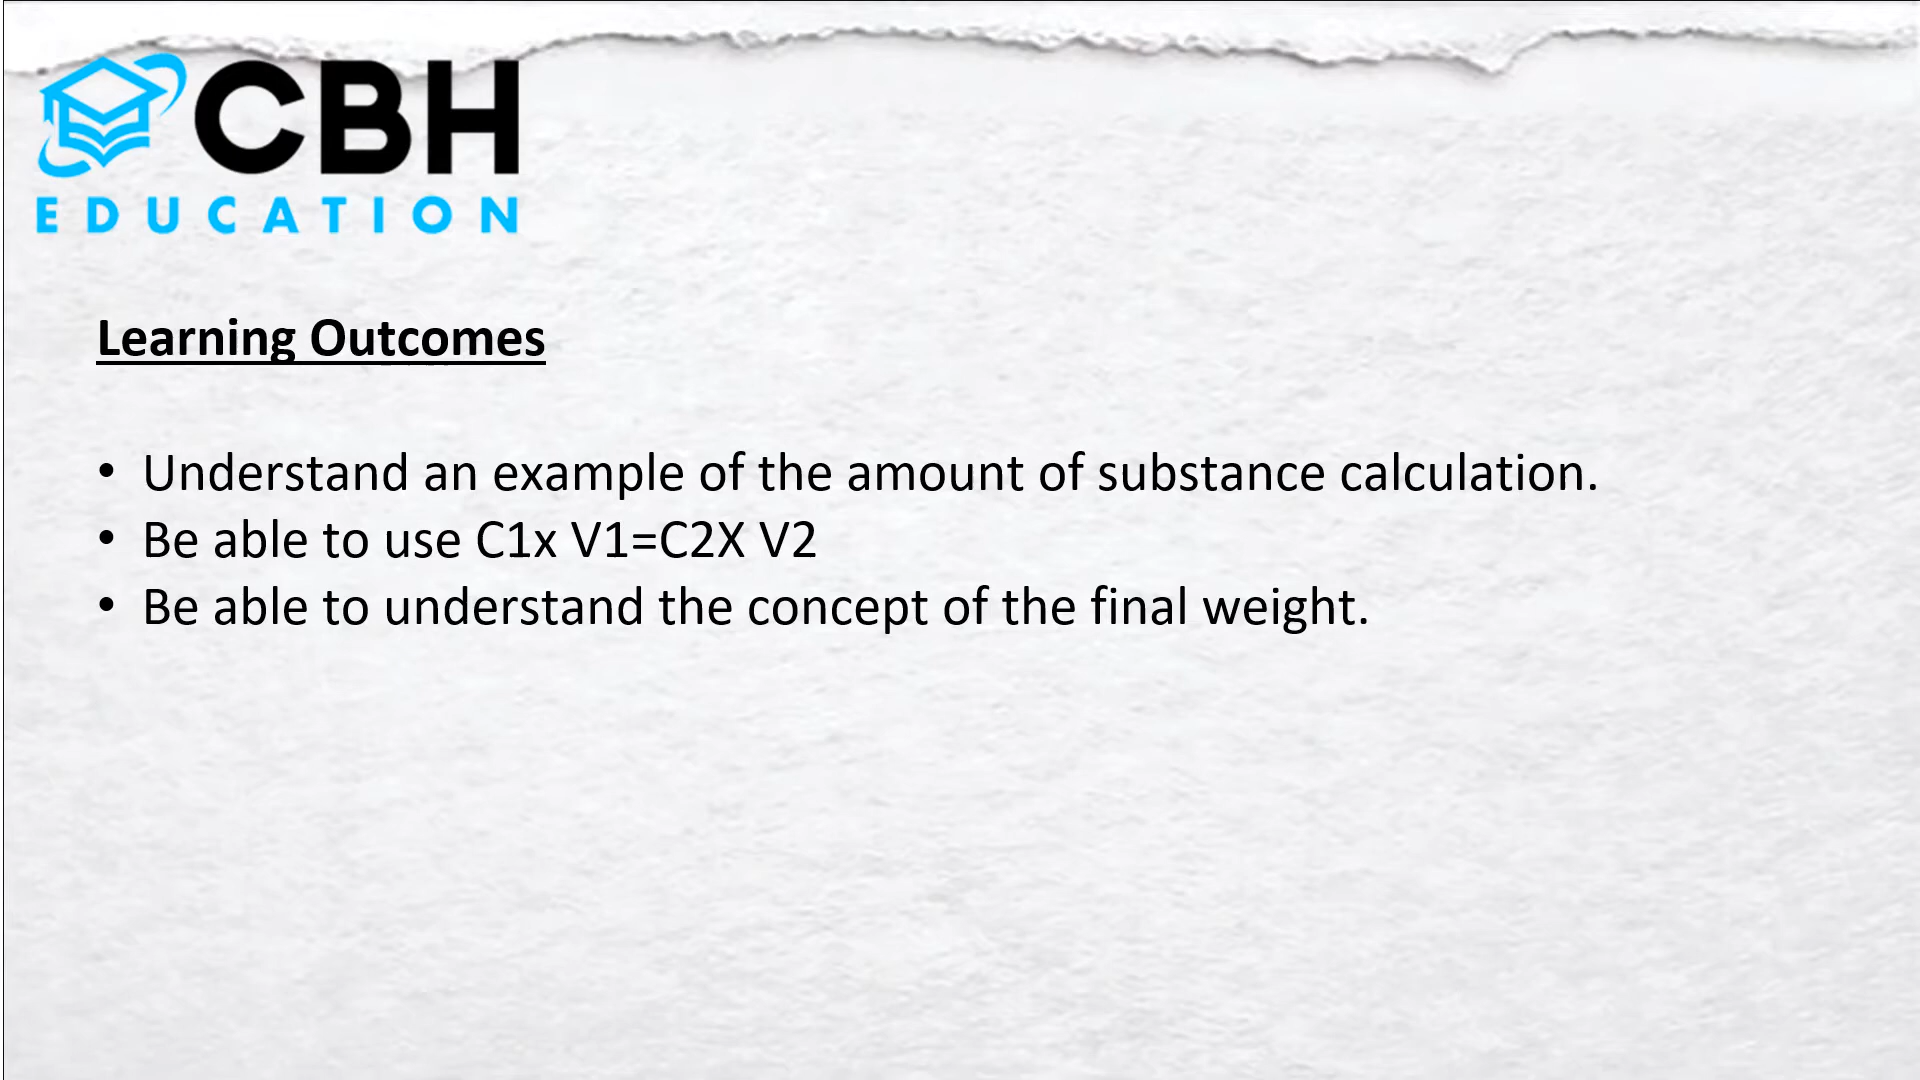 CBH
EDUCATION
Learning Outcomes
• Understand an example of the amount of substance calculation.
• Be able to use C1x V1=C2X V2
• Be able to understand the concept of the final weight.